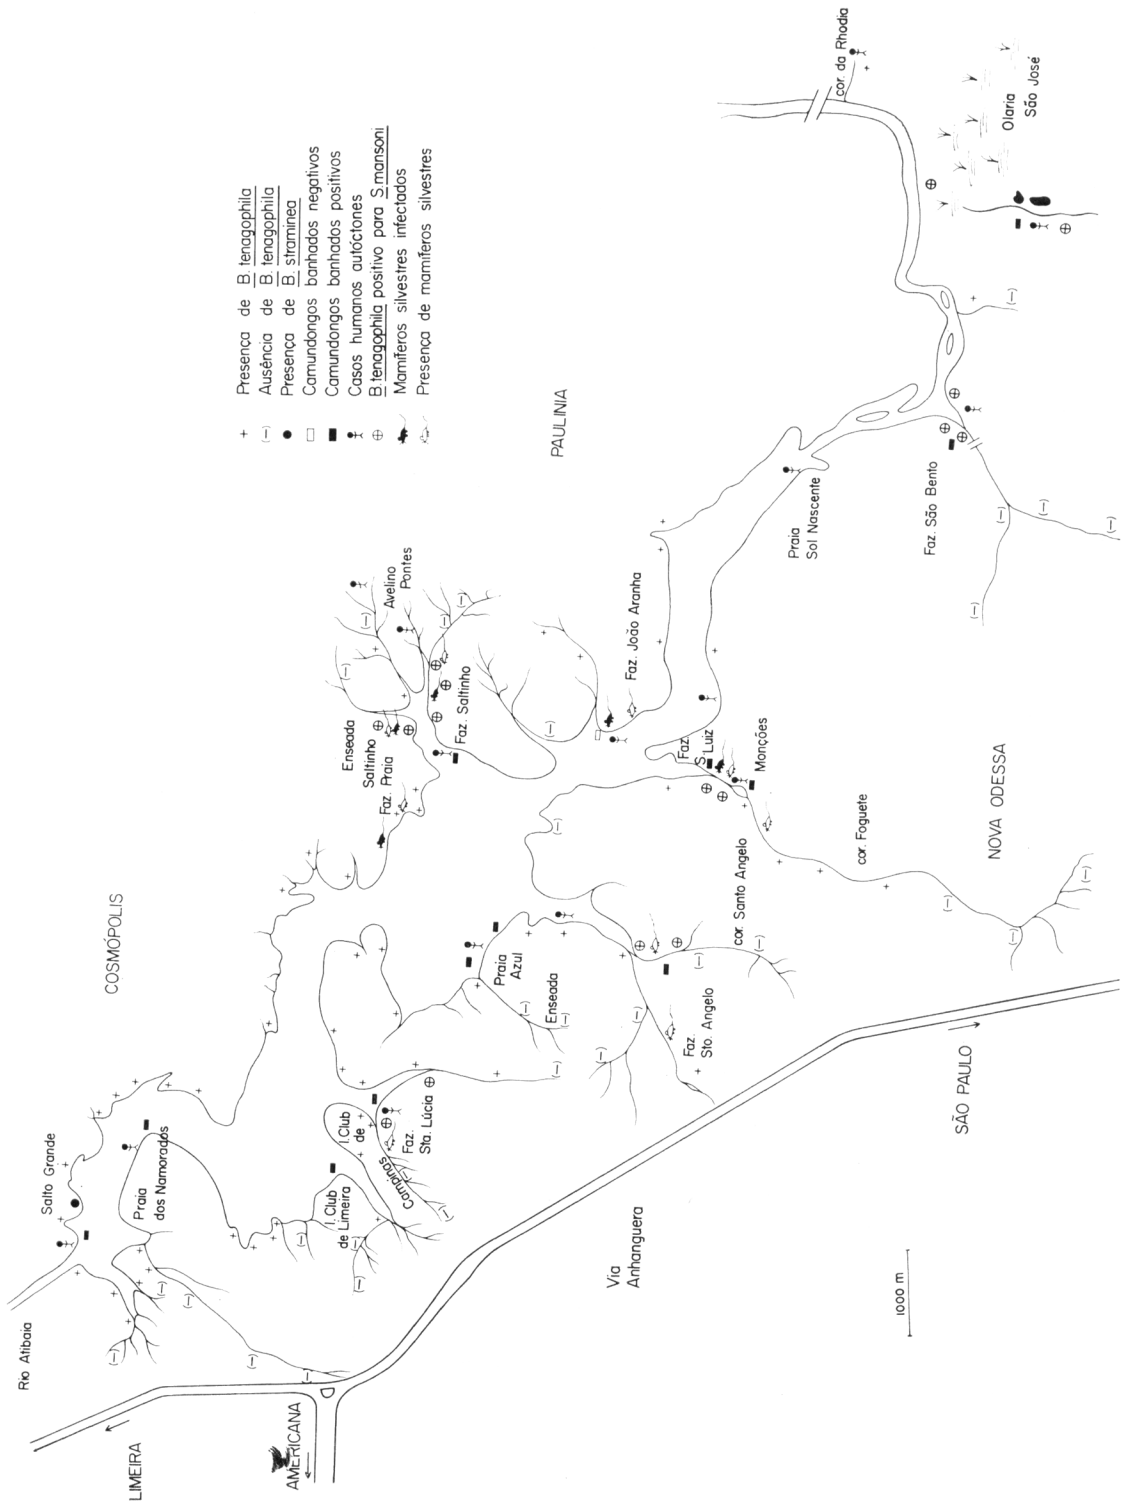 + Presença de B. tenagophila
(—) Ausência de B. tenagophila
● Presença de B. straminea
Camundongos banhados negativos
Camundongos banhados positivos
Casos humanos autóctones
⊕ B. tenagophila positivo para S. mansoni
Mamíferos silvestres infectados
Presença de mamíferos silvestres
Rio Atibaia
Salto Grande
COSMÓPOLIS
PAULINIA
LIMEIRA
AMERICANA
D
Praia
dos Namorados
I. Club
de Limeira
I. Club
de
Campinas
Faz.
Sta. Lúcia
Enseada
Saltinho
Faz. Praia
Avelino
Pontes
Faz. Saltinho
Praia
Azul
Enseada
Faz.
Sto. Angelo
cor. Santo Angelo
Faz. João Aranha
Faz.
S. Luiz
Monções
cor. Foguete
Praia
Sol Nascente
Faz. São Bento
cor. da Rhodia
Olaria
São José
Via
Anhanguera
SÃO PAULO
NOVA ODESSA
1000 m